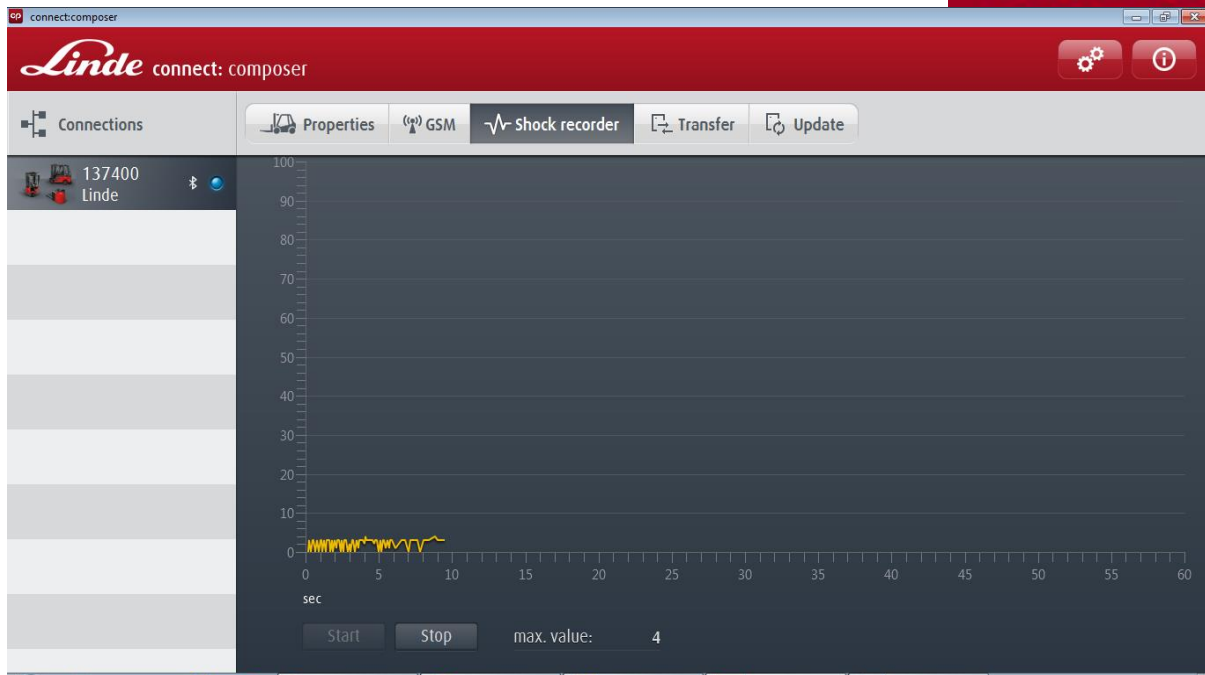 cp connect:composer
Linde connect: composer
Connections
Properties GSM Shock recorder Transfer Update
137400
Linde
100
90
80
70
60
50
40
30
20
10
0
0 5 10 15 20 25 30 35 40 45 50 55 60
sec
Start Stop max. value: 4